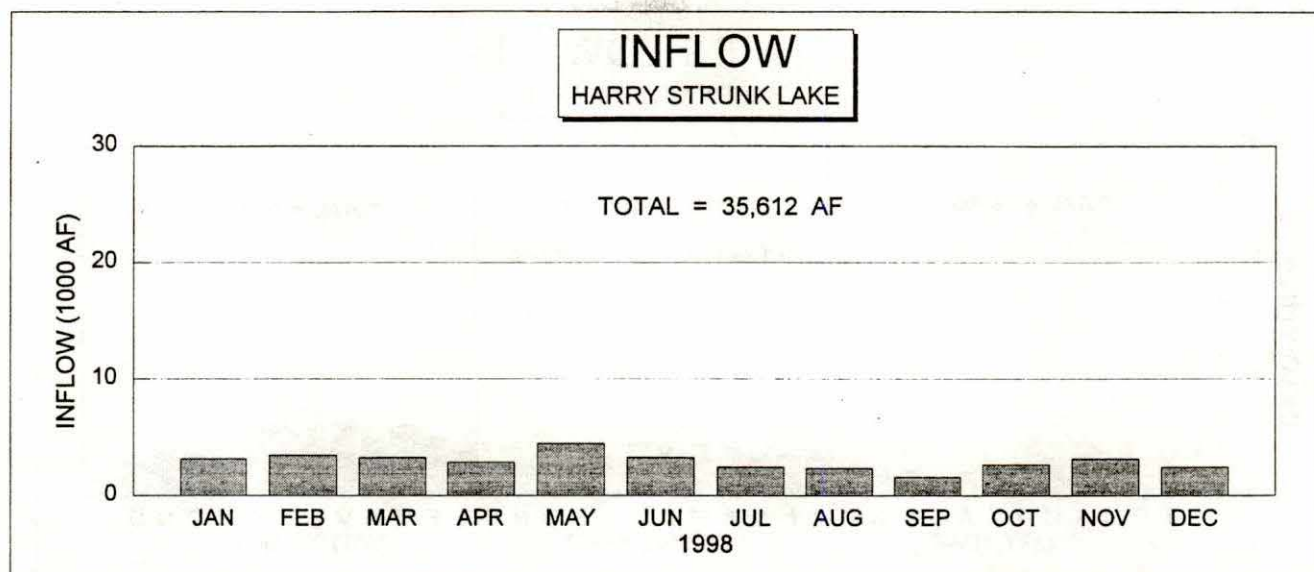 INFLOW
HARRY STRUNK LAKE
30
TOTAL = 35,612 AF
20
INFLOW (1000 AF)
10
0
JAN FEB MAR APR MAY JUN JUL AUG SEP OCT NOV DEC
1998